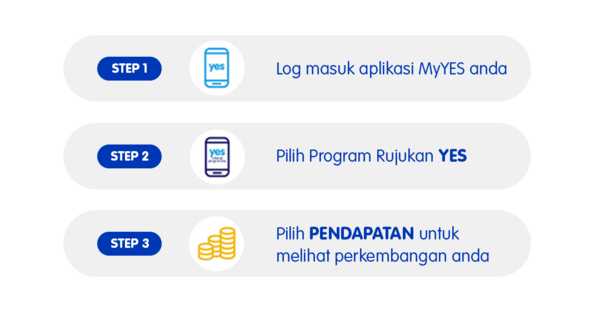 STEP 1
yes
Log masuk aplikasi MyYES anda
STEP 2
yes
Pilih Program Rujukan YES
STEP 3
Pilih PENDAPATAN untuk
melihat perkembangan anda